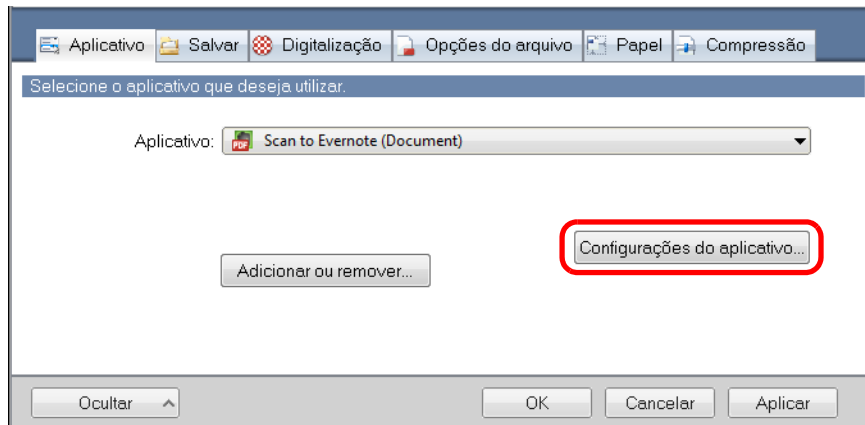 Aplicativo Salvar Digitalização Opções do arquivo Papel Compressão
Selecione o aplicativo que deseja utilizar.
Aplicativo: PDF Scan to Evernote (Document)
Configurações do aplicativo...
Adicionar ou remover...
Ocultar OK Cancelar Aplicar